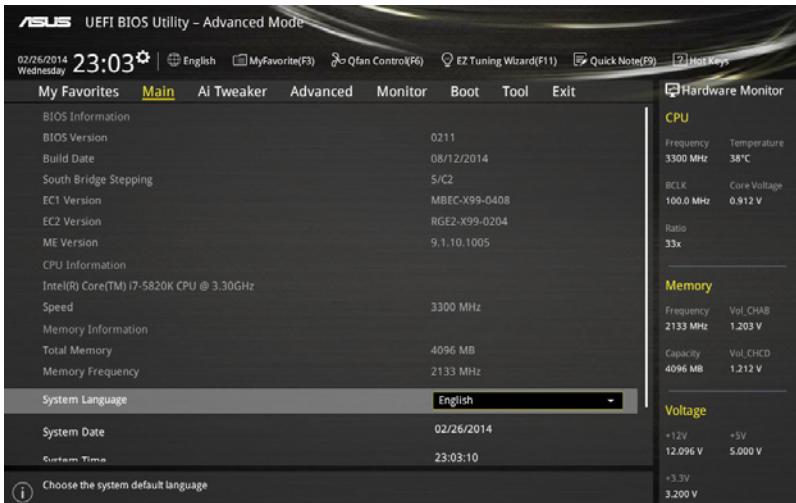 ASUS UEFI BIOS Utility – Advanced Mode
02/26/2014 Wednesday 23:03 English MyFavorite(F3) Qfan Control(F6) EZ Tuning Wizard(F11) Quick Note(F9) ? Hot Keys
My Favorites Main Ai Tweaker Advanced Monitor Boot Tool Exit
BIOS Information
BIOS Version 0211
Build Date 08/12/2014
South Bridge Stepping 5/C2
EC1 Version MBEC-X99-0408
EC2 Version RGE2-X99-0204
ME Version 9.1.10.1005
CPU Information
Intel(R) Core(TM) i7-5820K CPU @ 3.30GHz
Speed 3300 MHz
Memory Information
Total Memory 4096 MB
Memory Frequency 2133 MHz
System Language English
System Date 02/26/2014
System Time 23:03:10
i Choose the system default language
Hardware Monitor
CPU
Frequency Temperature
3300 MHz 38°C
BCLK Core Voltage
100.0 MHz 0.912 V
Ratio
33x
Memory
Frequency Vol_CHAB
2133 MHz 1.203 V
Capacity Vol_CHCD
4096 MB 1.212 V
Voltage
+12V +5V
12.096 V 5.000 V
+3.3V
3.200 V